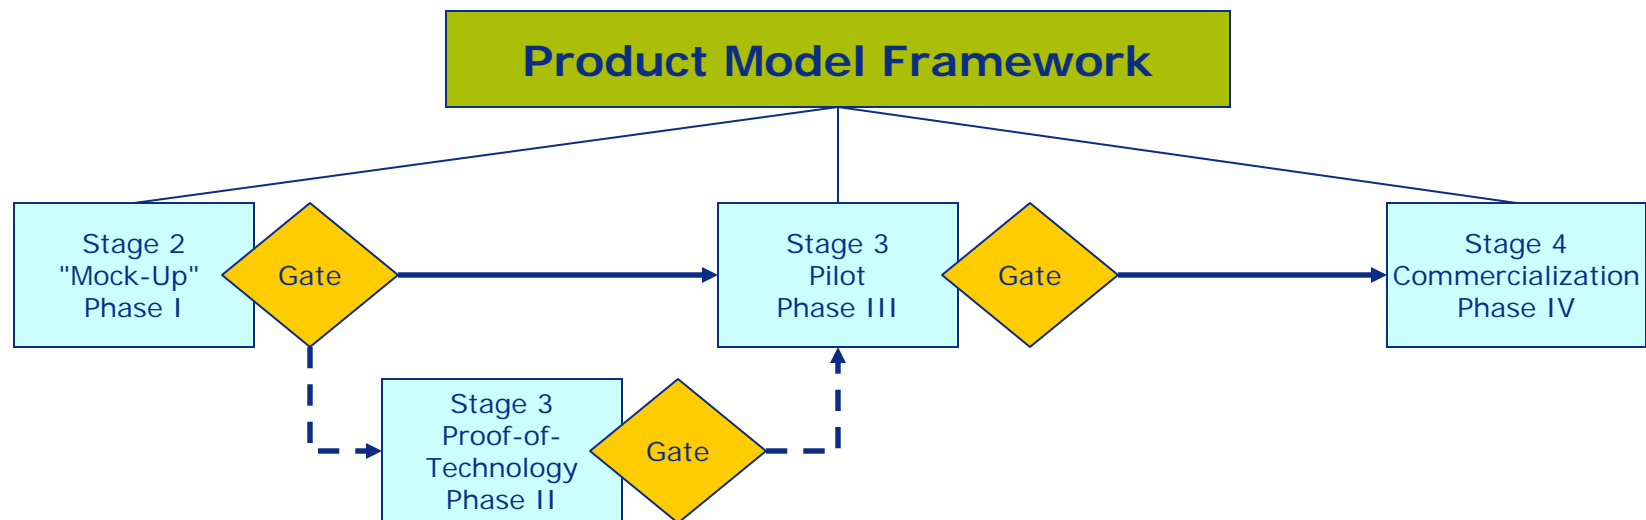 Product Model Framework
Stage 2
"Mock-Up"
Phase I
Gate
Stage 3
Pilot
Phase III
Gate
Stage 4
Commercialization
Phase IV
Stage 3
Proof-of-
Technology
Phase II
Gate